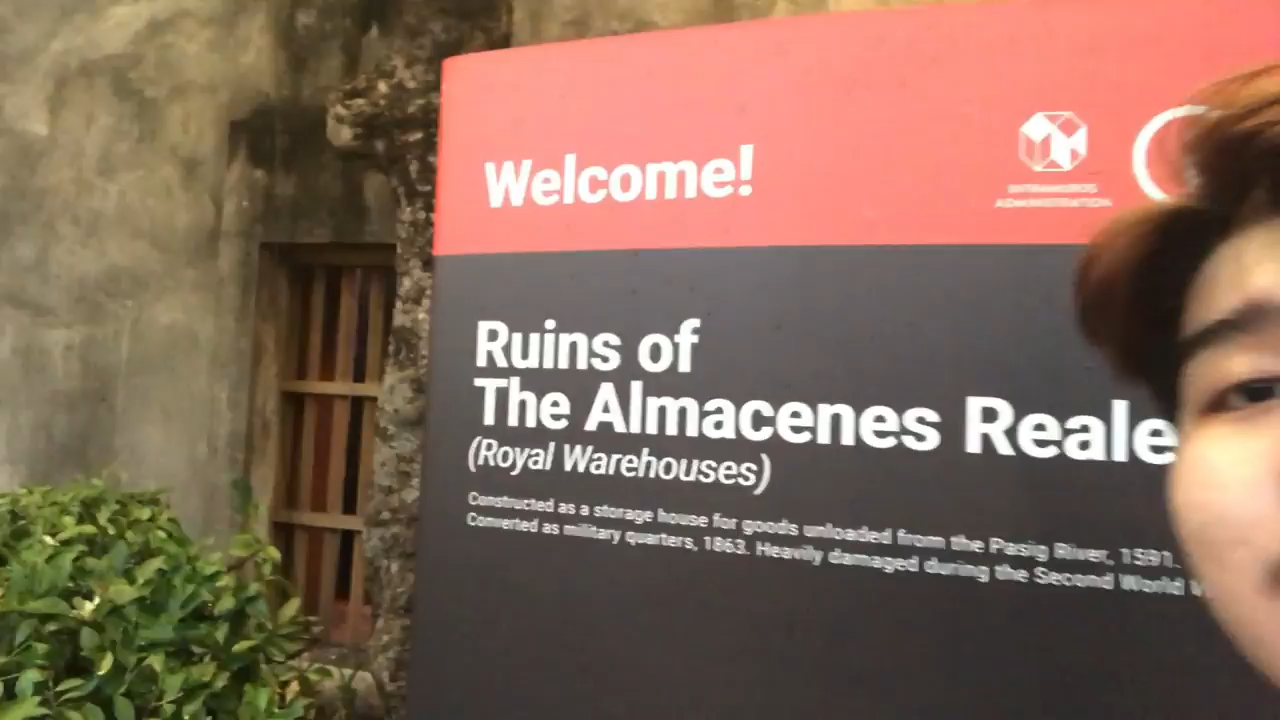 Welcome!
INTRAMUROS
ADMINISTRATION
Ruins of
The Almacenes Reale
(Royal Warehouses)
Constructed as a storage house for goods unloaded from the Pasig River, 1591.
Converted as military quarters, 1863. Heavily damaged during the Second World